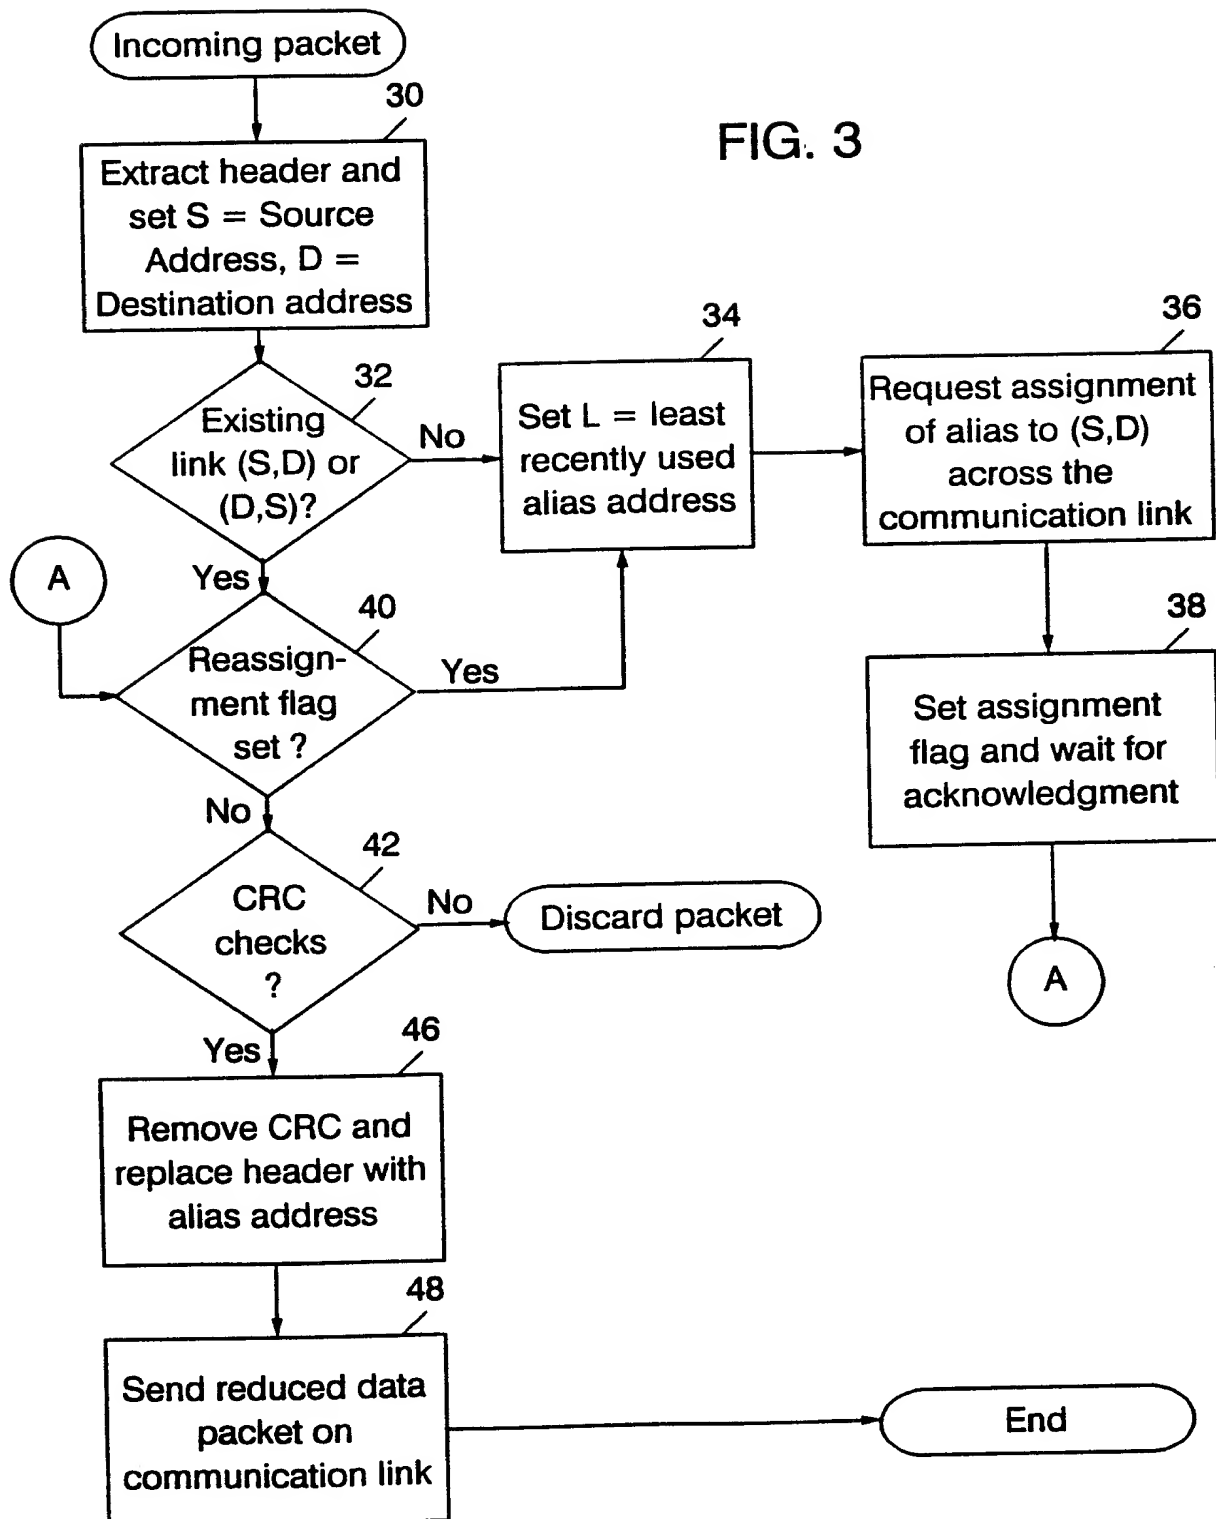 Incoming packet
30
FIG. 3
Extract header and
set S = Source
Address, D =
Destination address
32
Existing
link (S,D) or
(D,S)?
No
Yes
34
Set L = least
recently used
alias address
36
Request assignment
of alias to (S,D)
across the
communication link
38
Set assignment
flag and wait for
acknowledgment
A
A
40
Reassign-
ment flag
set ?
Yes
No
42
CRC
checks
?
No
Discard packet
Yes
46
Remove CRC and
replace header with
alias address
48
Send reduced data
packet on
communication link
End